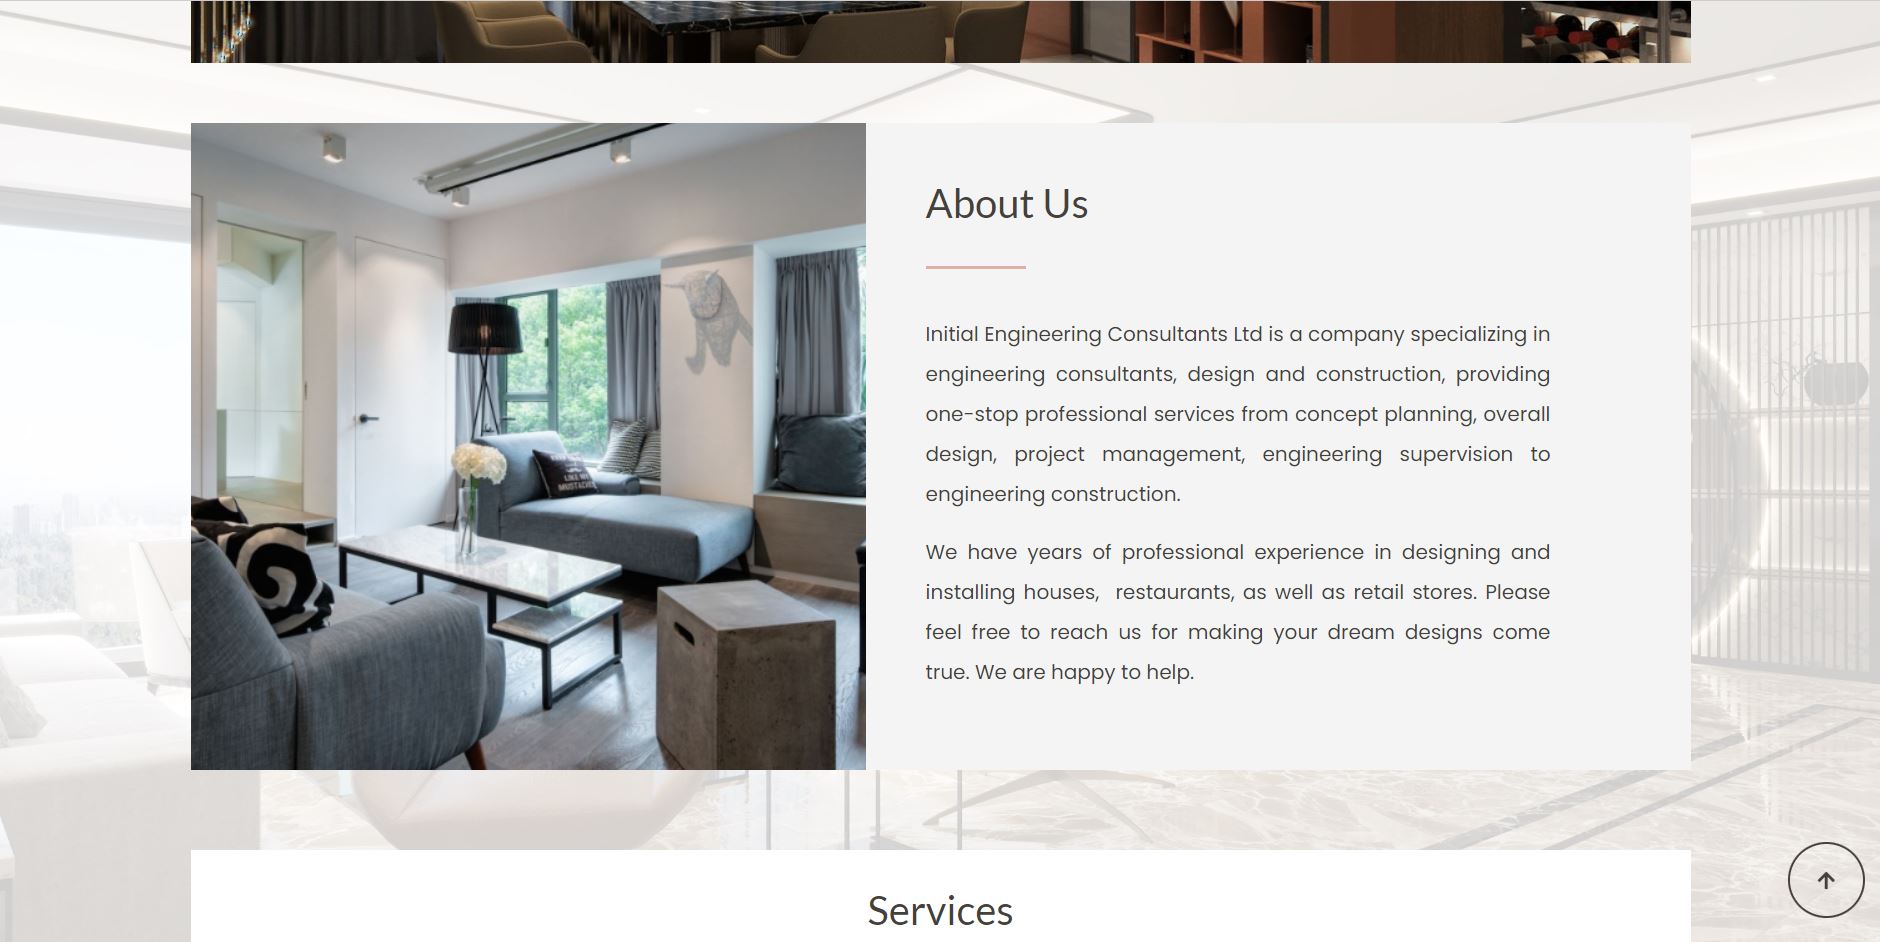 About Us
Initial Engineering Consultants Ltd is a company specializing in
engineering consultants, design and construction, providing
one-stop professional services from concept planning, overall
design, project management, engineering supervision to
engineering construction.
We have years of professional experience in designing and
installing houses,  restaurants, as well as retail stores. Please
feel free to reach us for making your dream designs come
true. We are happy to help.
LIKE MY
MUSTACHE
Services